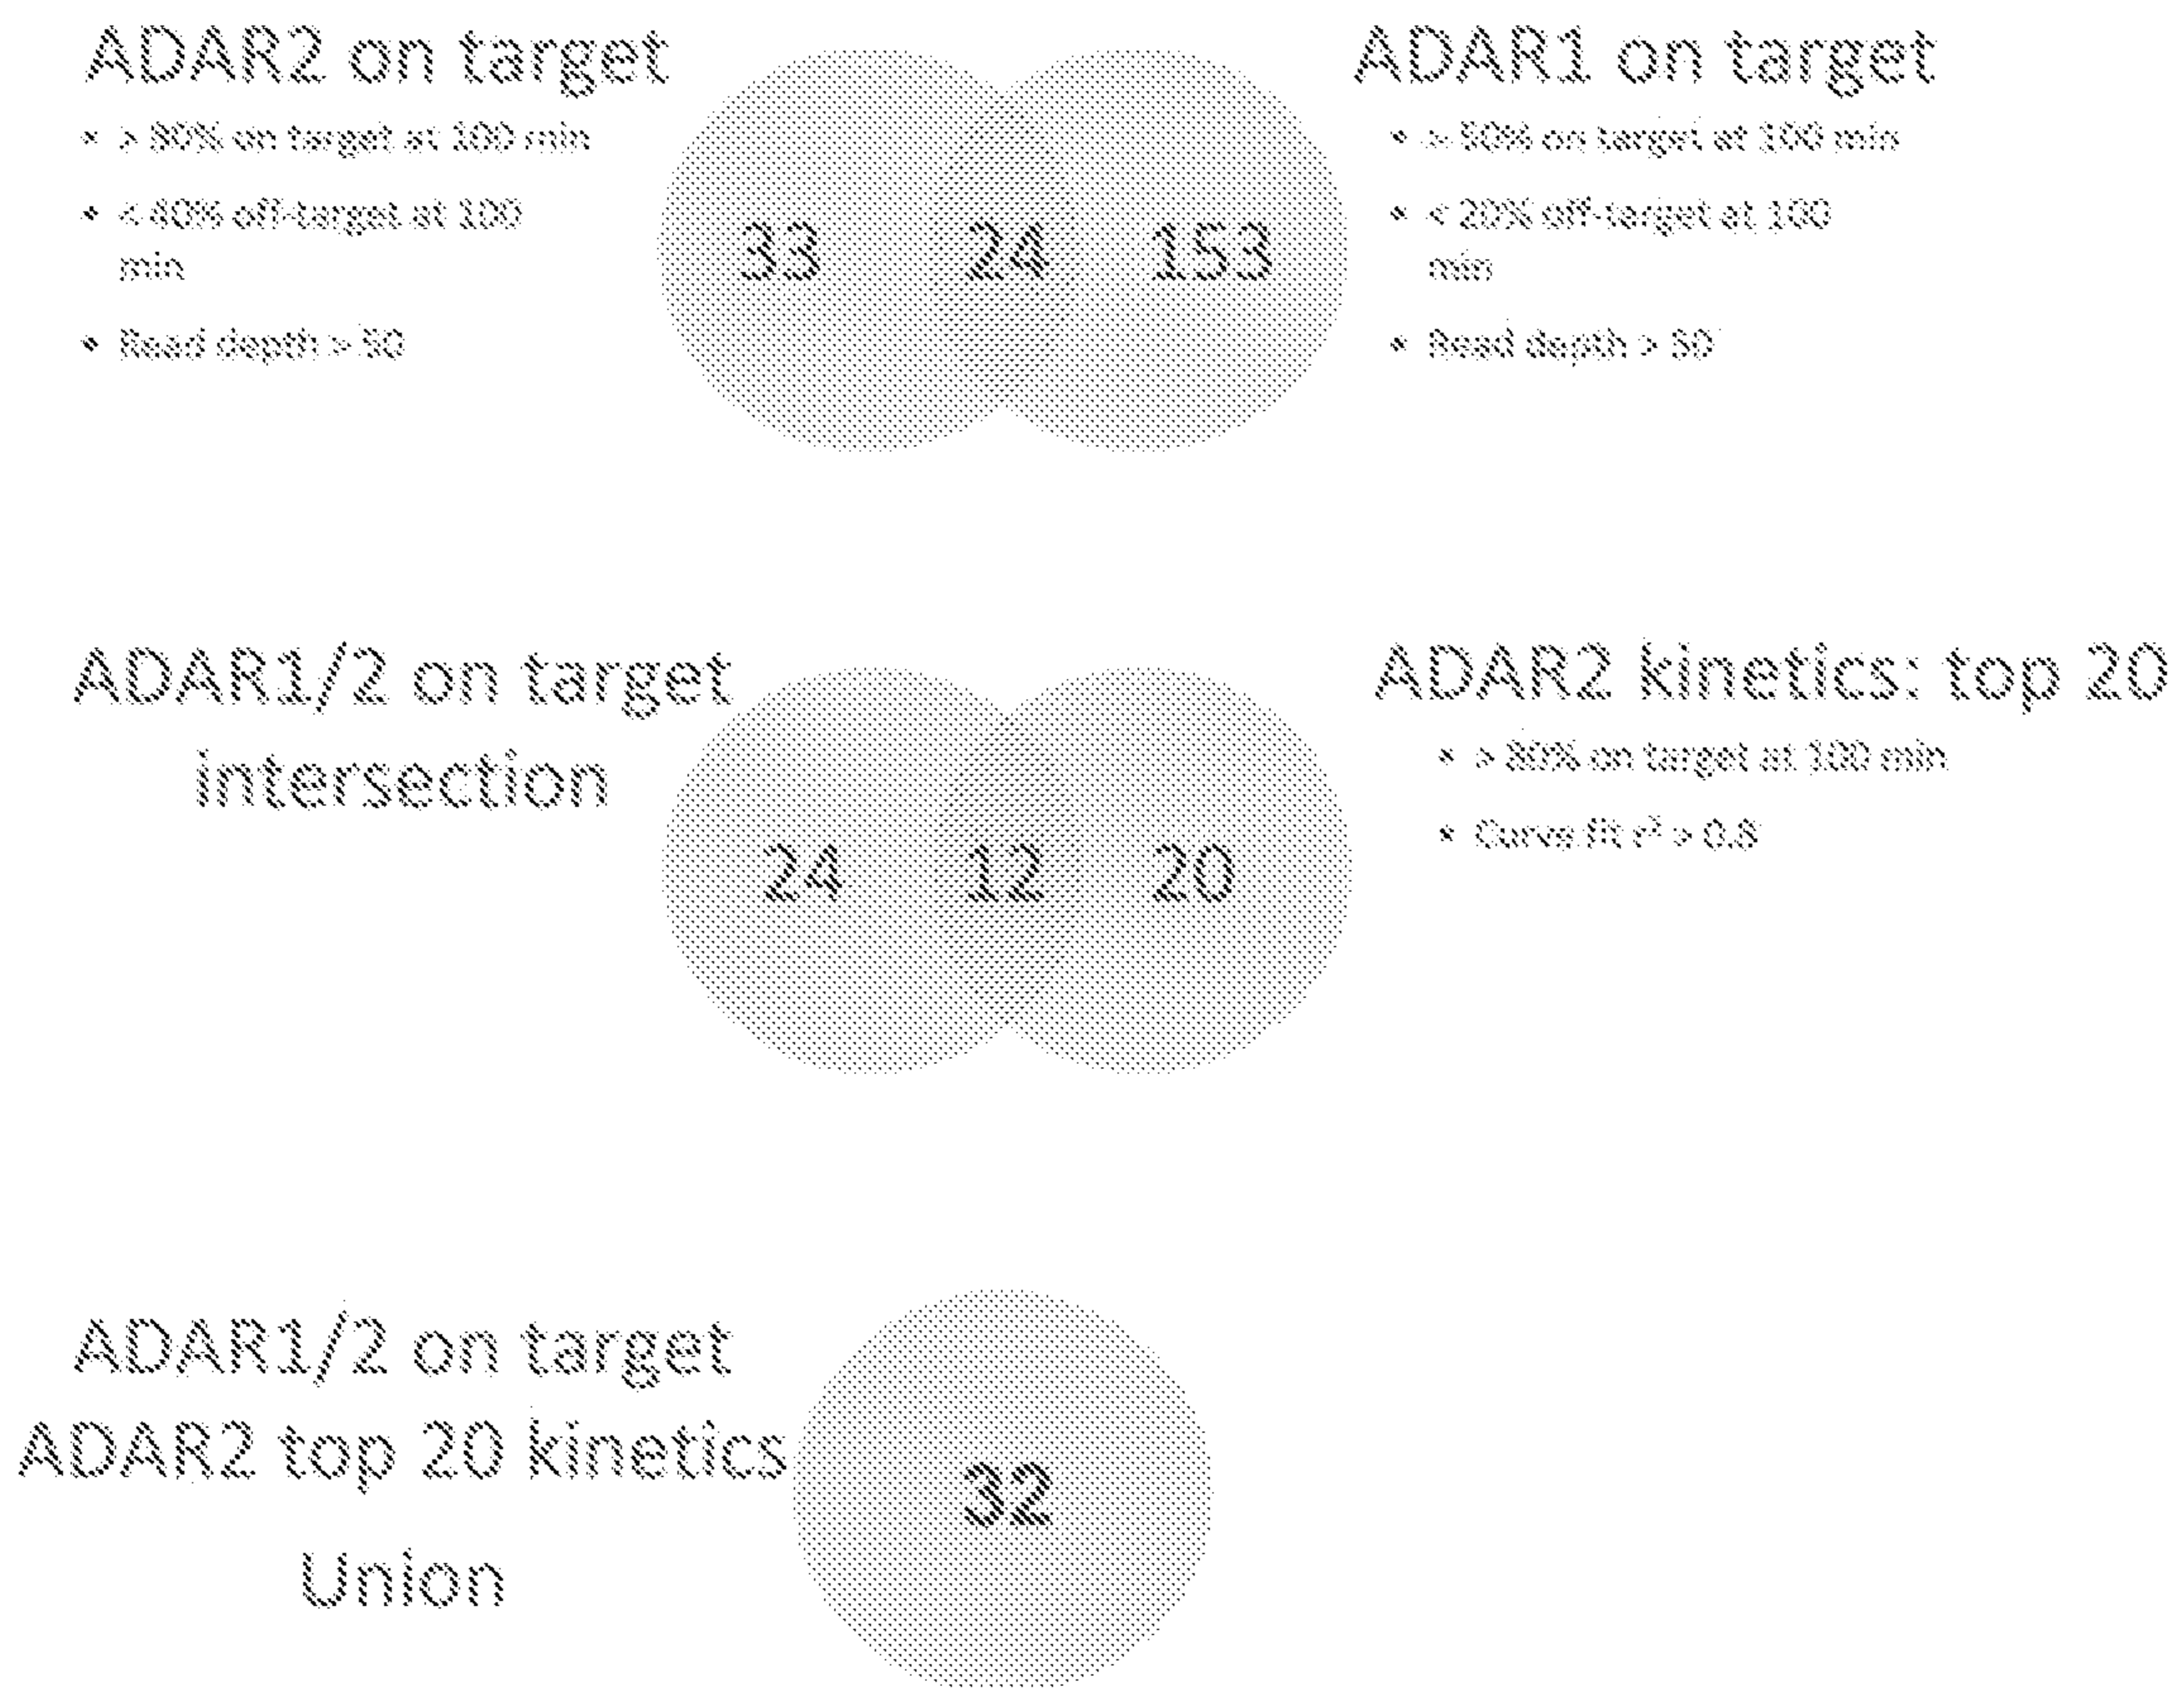 ADAR2 on target
• > 80% on target at 100 min
• < 40% off-target at 100
min
• Read depth > 50
33
24
153
ADAR1 on target
• > 50% on target at 100 min
• < 20% off-target at 100
min
• Read depth > 50
ADAR1/2 on target
intersection
24
12
20
ADAR2 kinetics: top 20
• > 80% on target at 100 min
• Curve fit r² > 0.8
ADAR1/2 on target
ADAR2 top 20 kinetics
Union
32